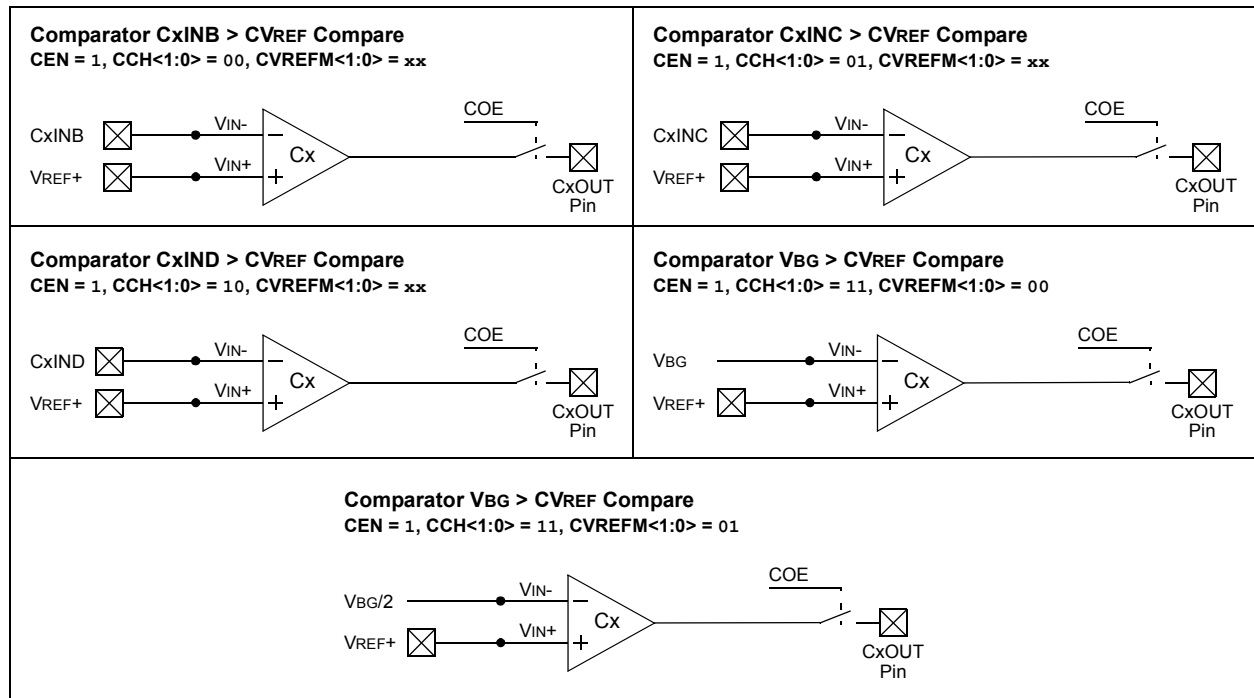 Comparator CxINB > CVREF Compare
CEN = 1, CCH<1:0> = 00, CVREFM<1:0> = xx
COE
CxINB
VIN-
–
Cx
VREF+
VIN+
+
CxOUT
Pin
Comparator CxINC > CVREF Compare
CEN = 1, CCH<1:0> = 01, CVREFM<1:0> = xx
COE
CxINC
VIN-
–
Cx
VREF+
VIN+
+
CxOUT
Pin
Comparator CxIND > CVREF Compare
CEN = 1, CCH<1:0> = 10, CVREFM<1:0> = xx
COE
CxIND
VIN-
–
Cx
VREF+
VIN+
+
CxOUT
Pin
Comparator VBG > CVREF Compare
CEN = 1, CCH<1:0> = 11, CVREFM<1:0> = 00
COE
VBG
VIN-
–
Cx
VREF+
VIN+
+
CxOUT
Pin
Comparator VBG > CVREF Compare
CEN = 1, CCH<1:0> = 11, CVREFM<1:0> = 01
COE
VBG/2
VIN-
–
Cx
VREF+
VIN+
+
CxOUT
Pin